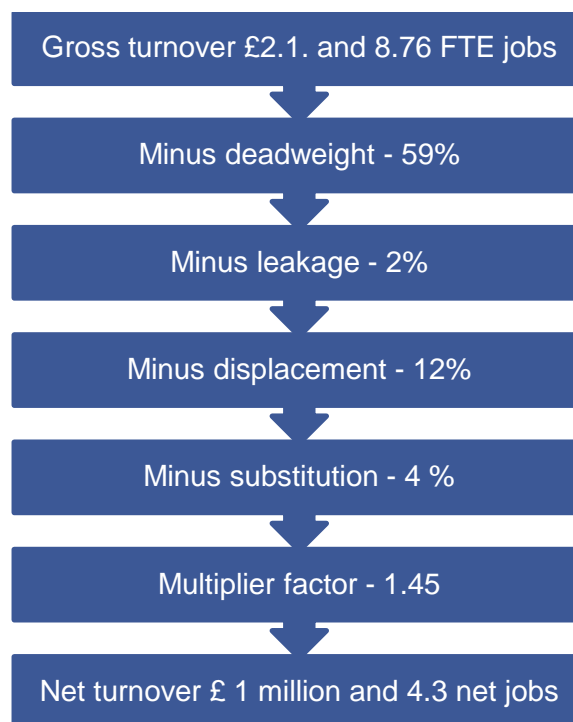 Gross turnover £2.1. and 8.76 FTE jobs
Minus deadweight - 59%
Minus leakage - 2%
Minus displacement - 12%
Minus substitution - 4 %
Multiplier factor - 1.45
Net turnover £ 1 million and 4.3 net jobs